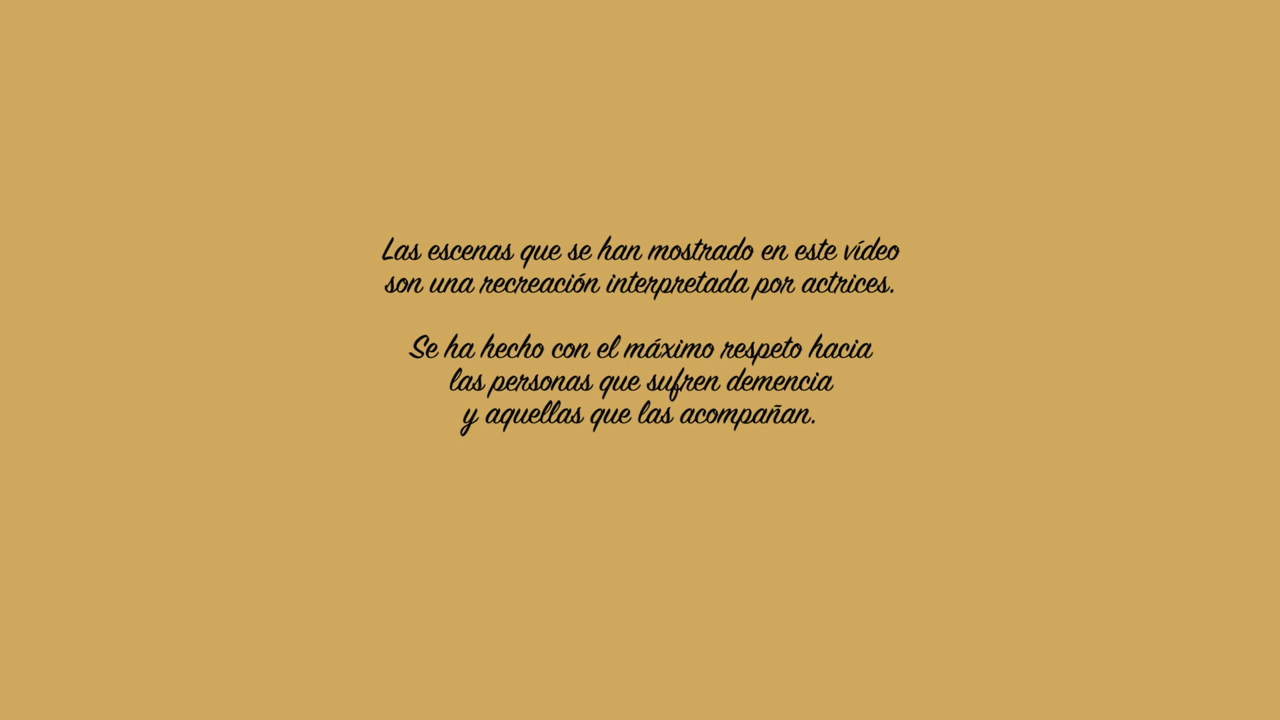 Las escenas que se han mostrado en este vídeo
son una recreación interpretada por actrices.
Se ha hecho con el máximo respeto hacia
las personas que sufren demencia
y aquellas que las acompañan.